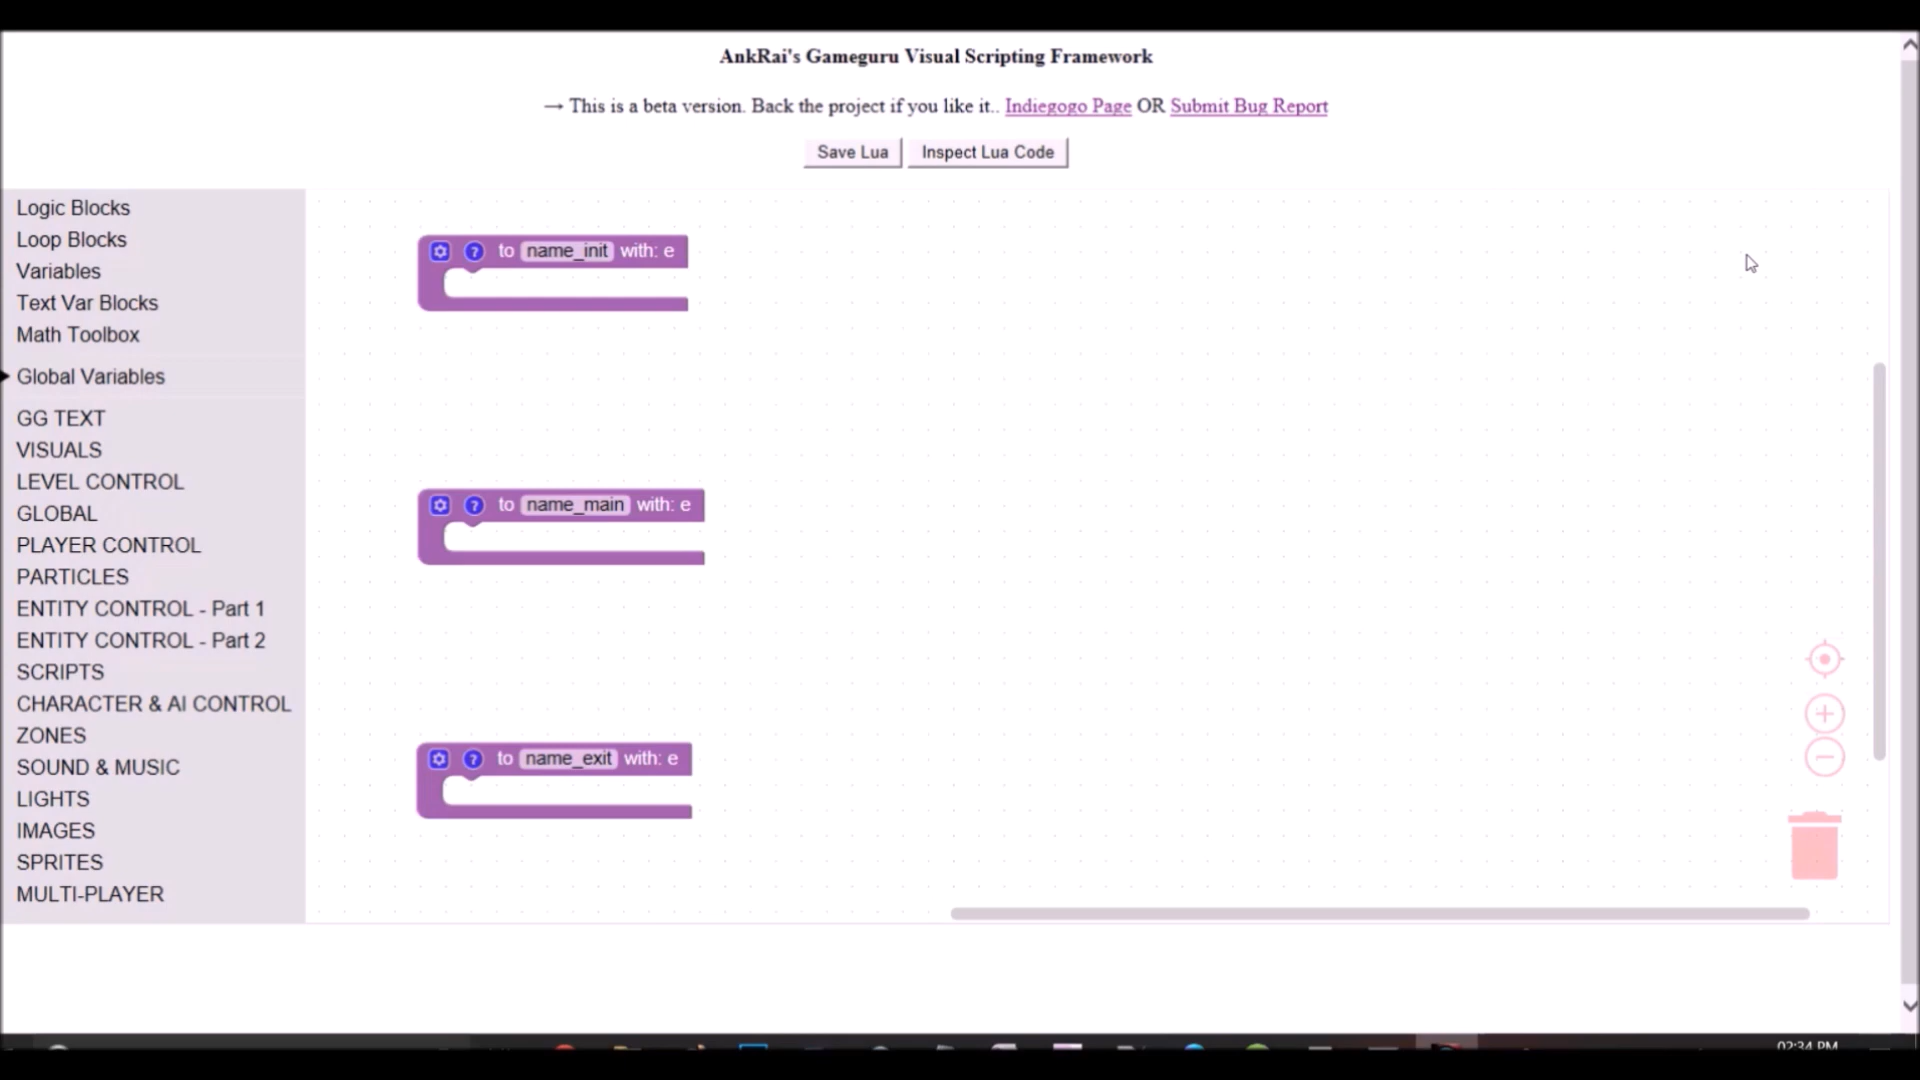 AnkRai's Gameguru Visual Scripting Framework
→ This is a beta version. Back the project if you like it.. Indiegogo Page OR Submit Bug Report
Save Lua
Inspect Lua Code
Logic Blocks
Loop Blocks
Variables
Text Var Blocks
Math Toolbox
Global Variables
GG TEXT
VISUALS
LEVEL CONTROL
GLOBAL
PLAYER CONTROL
PARTICLES
ENTITY CONTROL - Part 1
ENTITY CONTROL - Part 2
SCRIPTS
CHARACTER & AI CONTROL
ZONES
SOUND & MUSIC
LIGHTS
IMAGES
SPRITES
MULTI-PLAYER
? to name_init with: e
? to name_main with: e
? to name_exit with: e
02:34 PM